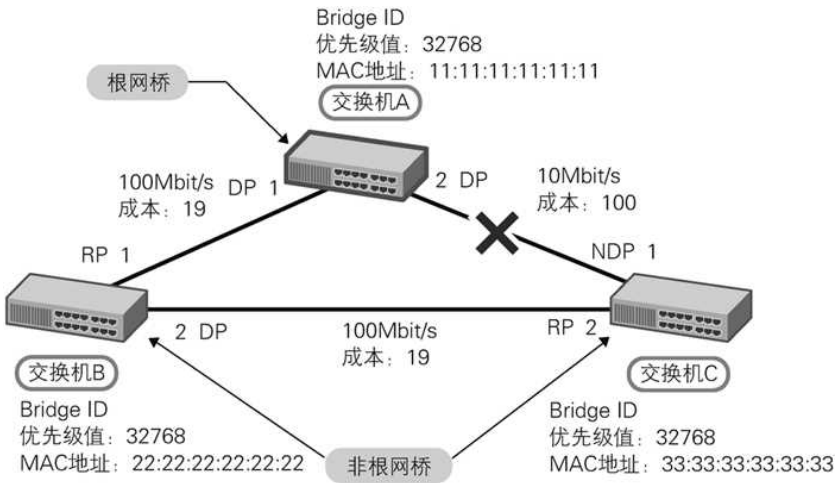 Bridge ID
优先级值：32768
MAC地址：11:11:11:11:11:11
根网桥
交换机A
100Mbit/s
成本：19
DP 1
2 DP
10Mbit/s
成本：100
RP 1
NDP 1
2 DP
100Mbit/s
成本：19
RP 2
交换机B
交换机C
Bridge ID
优先级值：32768
MAC地址：22:22:22:22:22:22
非根网桥
Bridge ID
优先级值：32768
MAC地址：33:33:33:33:33:33